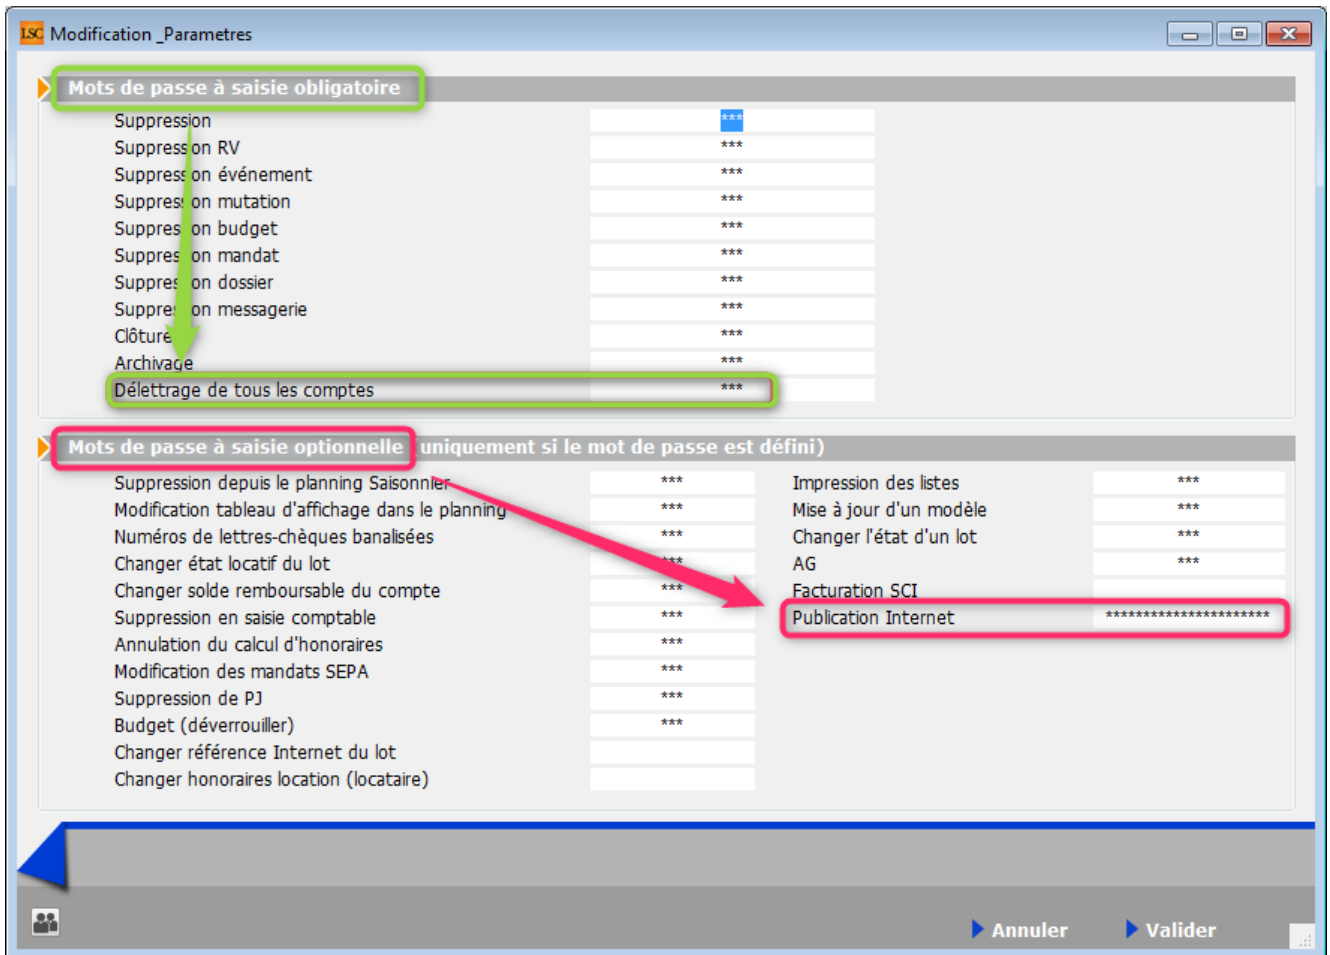 LSC Modification _Parametres
Mots de passe à saisie obligatoire
Suppression ***
Suppression RV ***
Suppression événement ***
Suppression mutation ***
Suppression budget ***
Suppression mandat ***
Suppression dossier ***
Suppression messagerie ***
Clôture ***
Archivage ***
Délettrage de tous les comptes ***
Mots de passe à saisie optionnelle (uniquement si le mot de passe est défini)
Suppression depuis le planning Saisonnier *** Impression des listes ***
Modification tableau d'affichage dans le planning *** Mise à jour d'un modèle ***
Numéros de lettres-chèques banalisées *** Changer l'état d'un lot ***
Changer état locatif du lot *** AG ***
Changer solde remboursable du compte *** Facturation SCI
Suppression en saisie comptable *** Publication Internet **********************
Annulation du calcul d'honoraires ***
Modification des mandats SEPA ***
Suppression de PJ ***
Budget (déverrouiller) ***
Changer référence Internet du lot
Changer honoraires location (locataire)
Annuler Valider